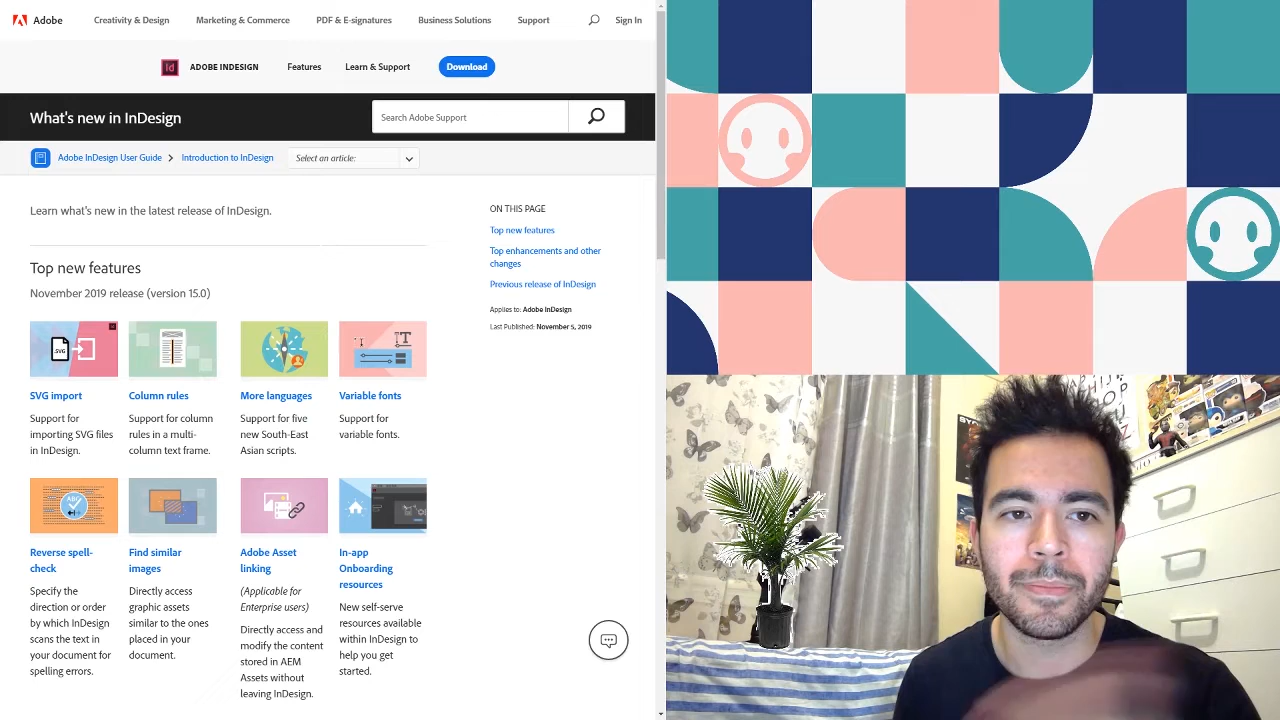 Adobe
Creativity & Design
Marketing & Commerce
PDF & E-signatures
Business Solutions
Support
Sign In
Id
ADOBE INDESIGN
Features
Learn & Support
Download
What's new in InDesign
Search Adobe Support
Adobe InDesign User Guide
Introduction to InDesign
Select an article:
Learn what's new in the latest release of InDesign.
Top new features
November 2019 release (version 15.0)
SVG
SVG import
Support for
importing SVG files
in InDesign.
Column rules
Support for column
rules in a multi-
column text frame.
More languages
Support for five
new South-East
Asian scripts.
Variable fonts
Support for
variable fonts.
Reverse spell-
check
Specify the
direction or order
by which InDesign
scans the text in
your document for
spelling errors.
Find similar
images
Directly access
graphic assets
similar to the ones
placed in your
document.
Adobe Asset
linking
(Applicable for
Enterprise users)
Directly access and
modify the content
stored in AEM
Assets without
leaving InDesign.
In-app
Onboarding
resources
New self-serve
resources available
within InDesign to
help you get
started.
ON THIS PAGE
Top new features
Top enhancements and other
changes
Previous release of InDesign
Applies to: Adobe InDesign
Last Published: November 5, 2019